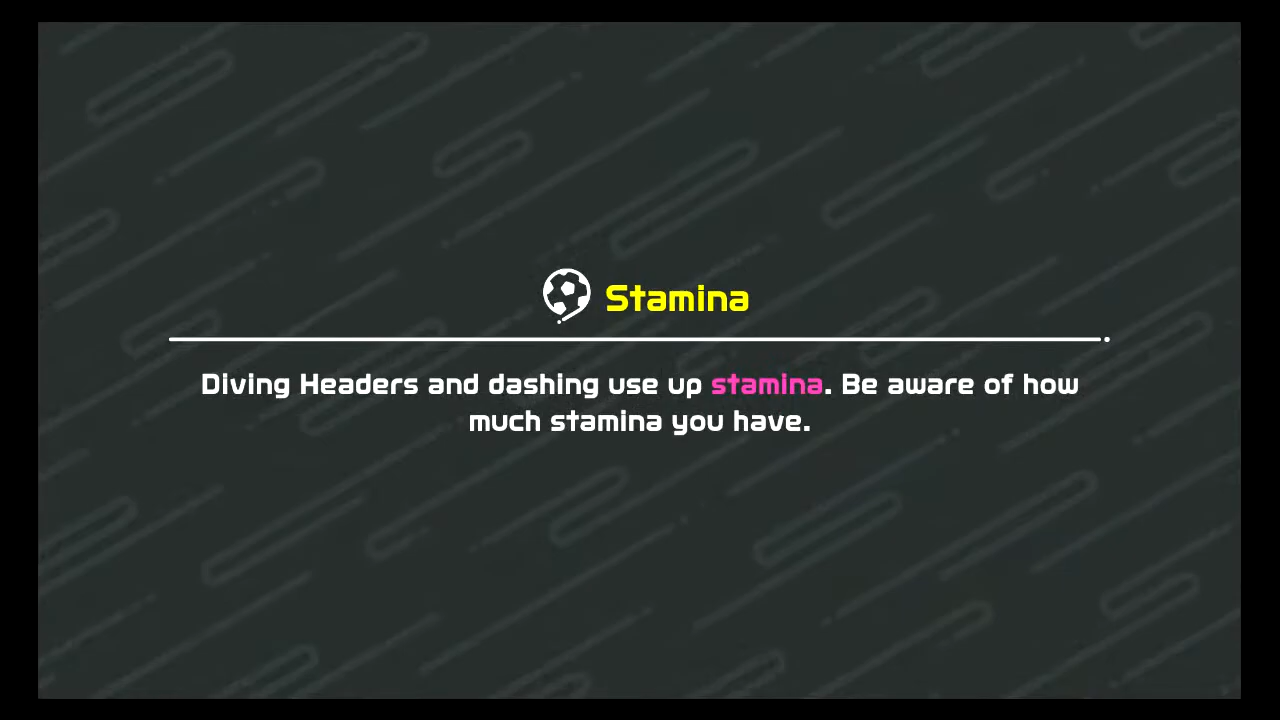 Stamina
Diving Headers and dashing use up stamina. Be aware of how
much stamina you have.